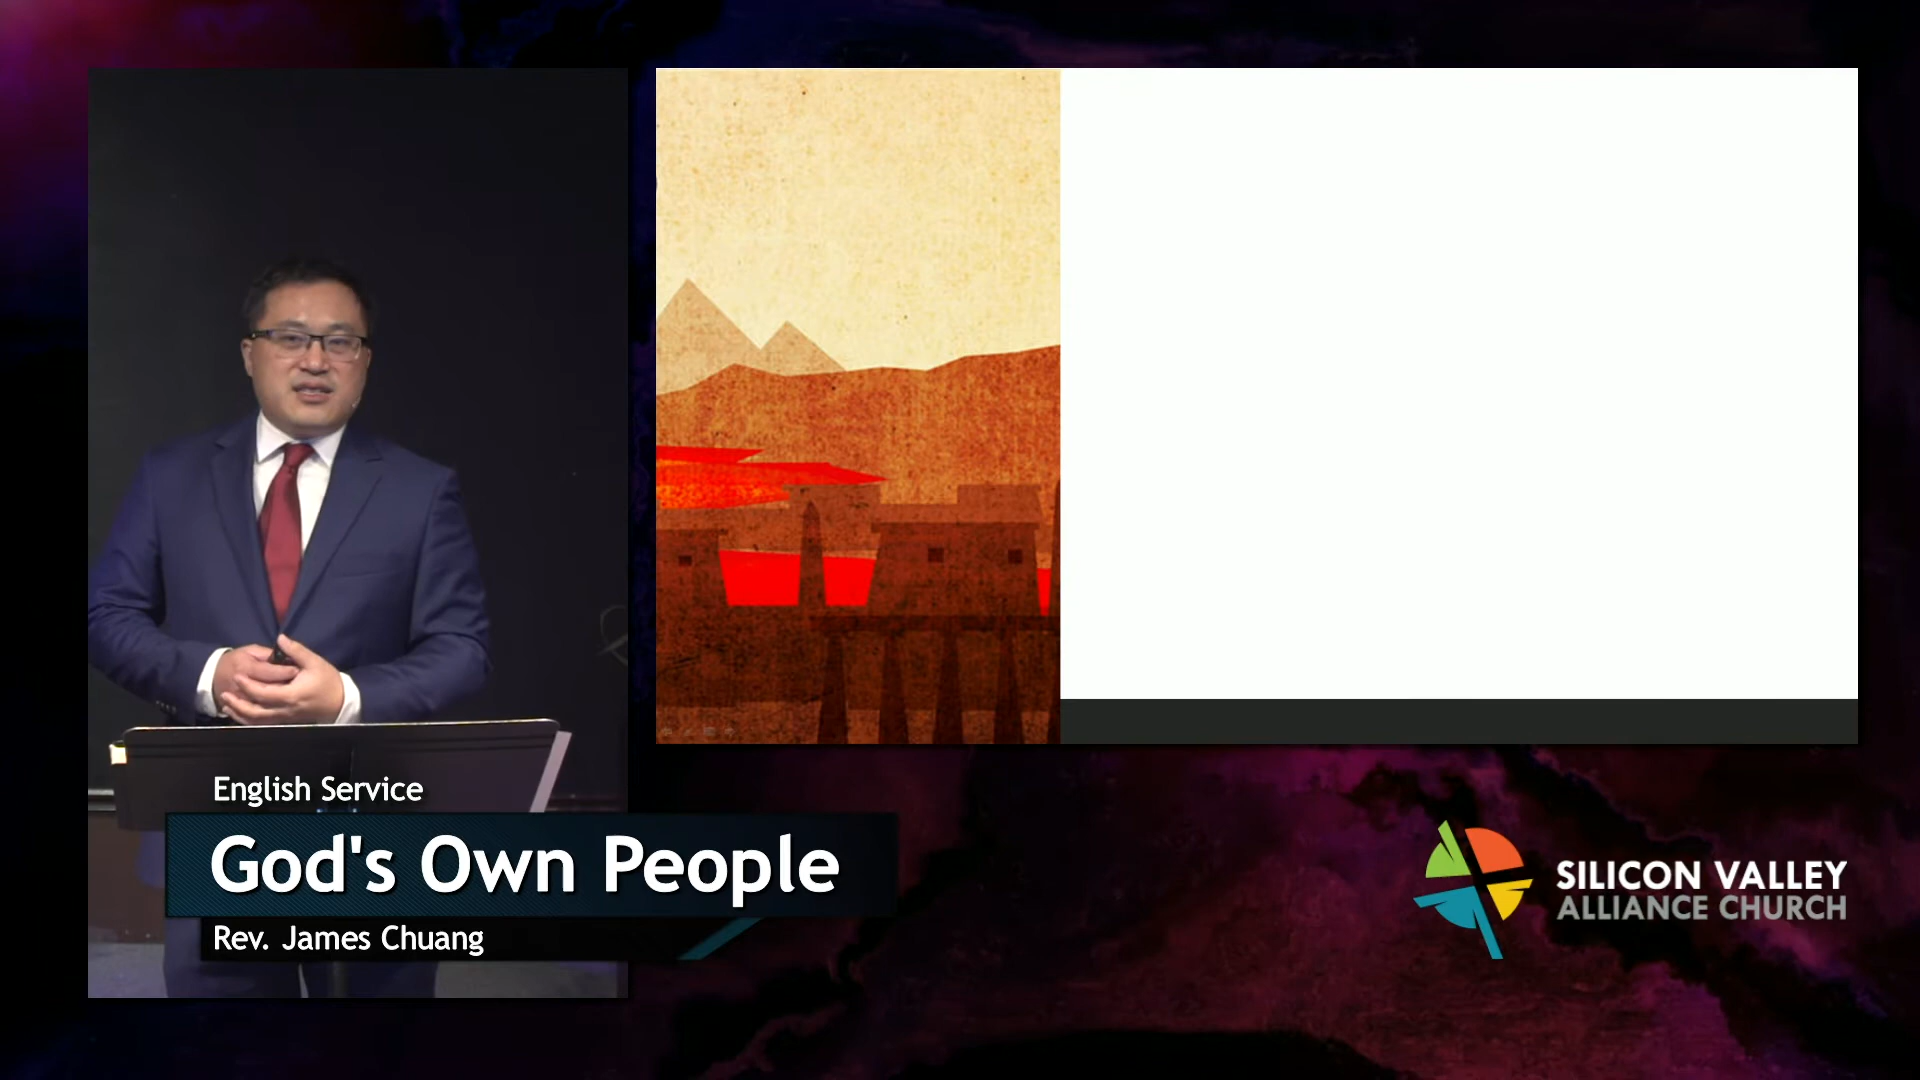 English Service
God's Own People
Rev. James Chuang
SILICON VALLEY
ALLIANCE CHURCH